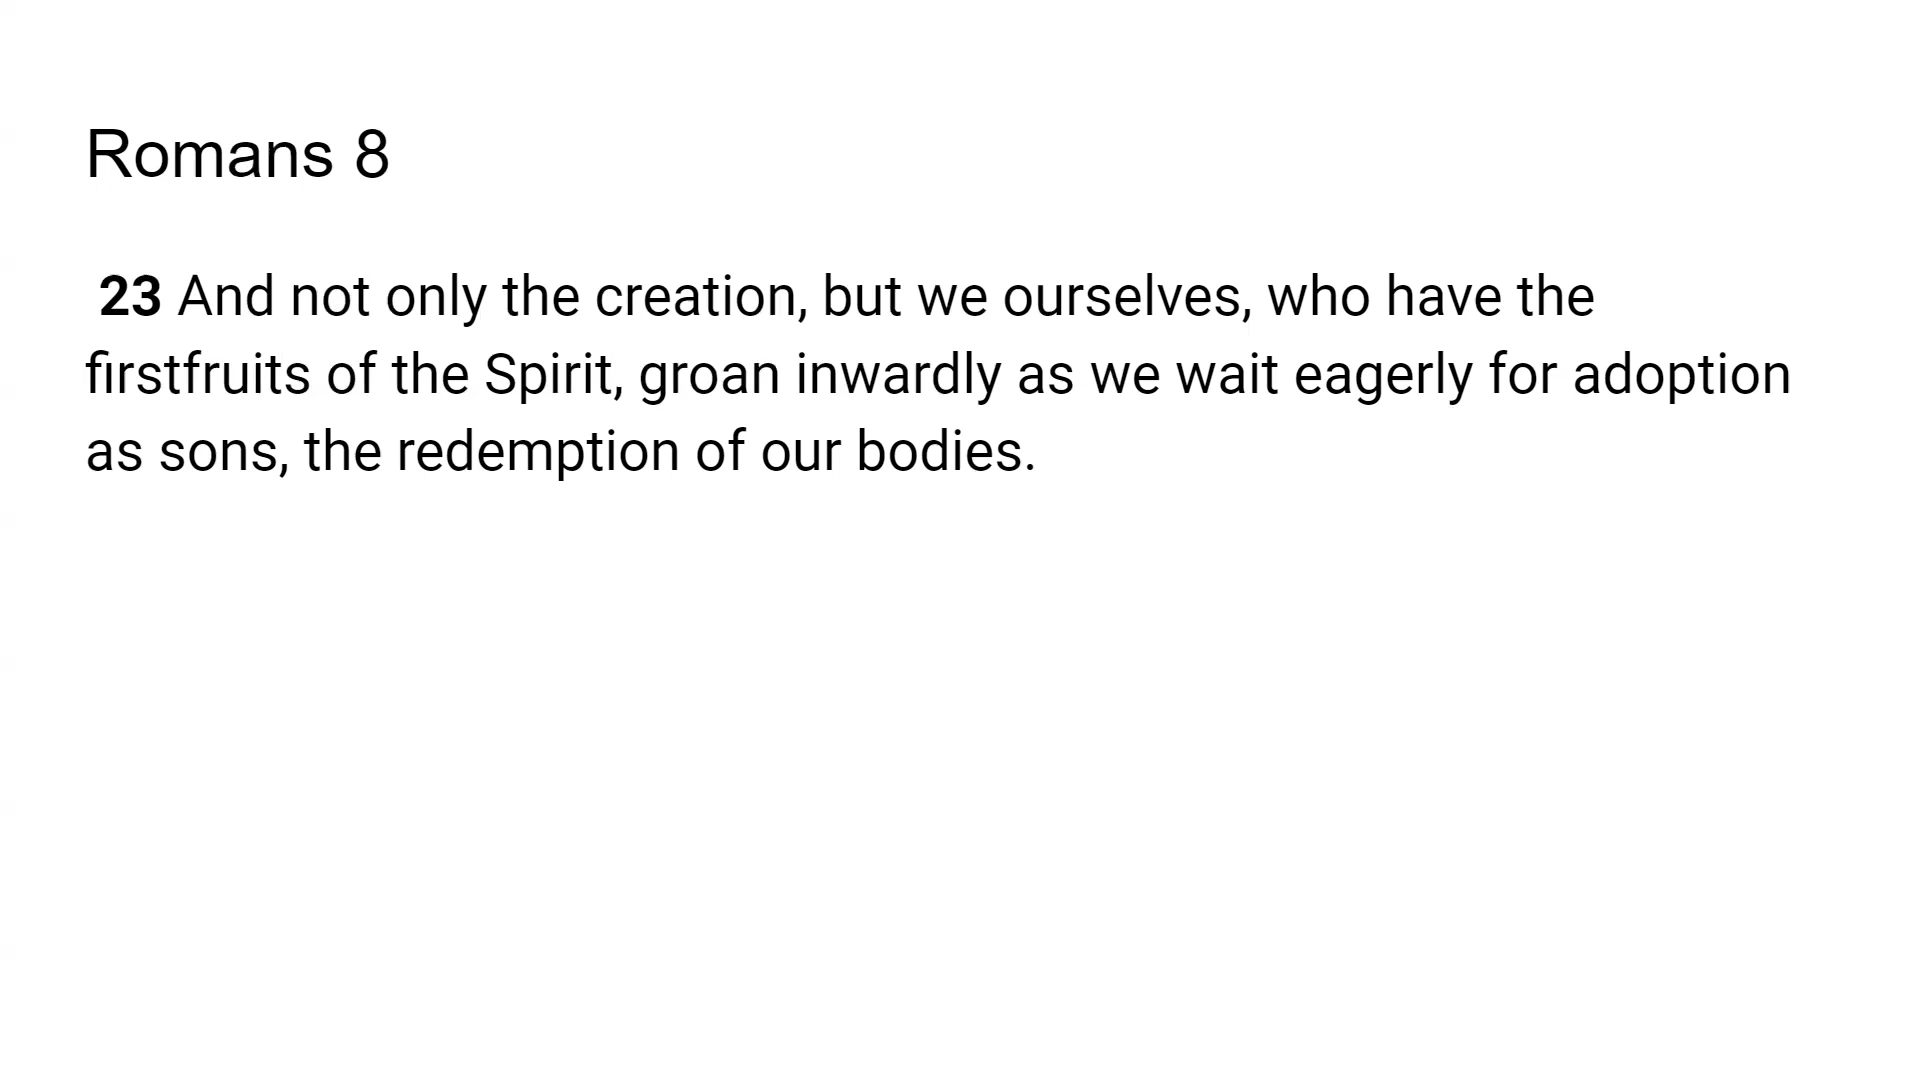 Romans 8
23 And not only the creation, but we ourselves, who have the
firstfruits of the Spirit, groan inwardly as we wait eagerly for adoption
as sons, the redemption of our bodies.